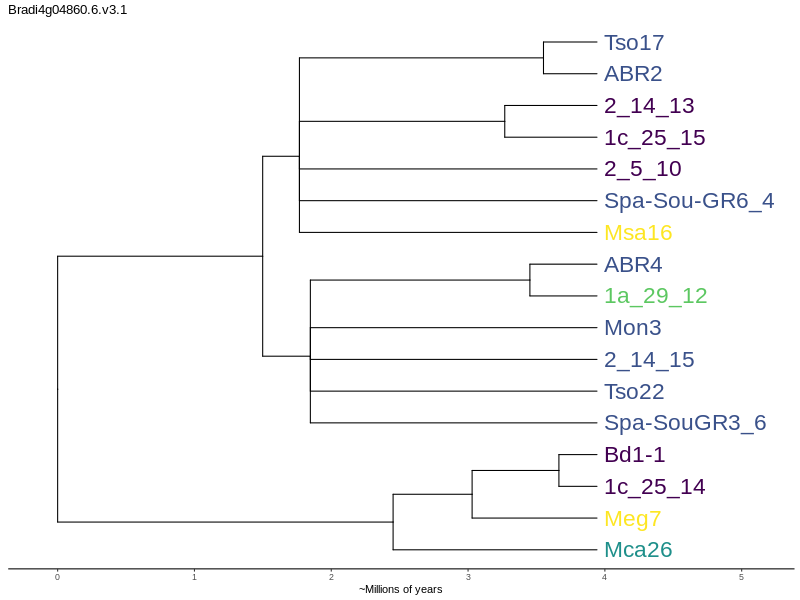 Bradi4g04860.6.v3.1
Tso17
ABR2
2_14_13
1c_25_15
2_5_10
Spa-Sou-GR6_4
Msa16
ABR4
1a_29_12
Mon3
2_14_15
Tso22
Spa-SouGR3_6
Bd1-1
1c_25_14
Meg7
Mca26
0 1 2 3 4 5
~Millions of years